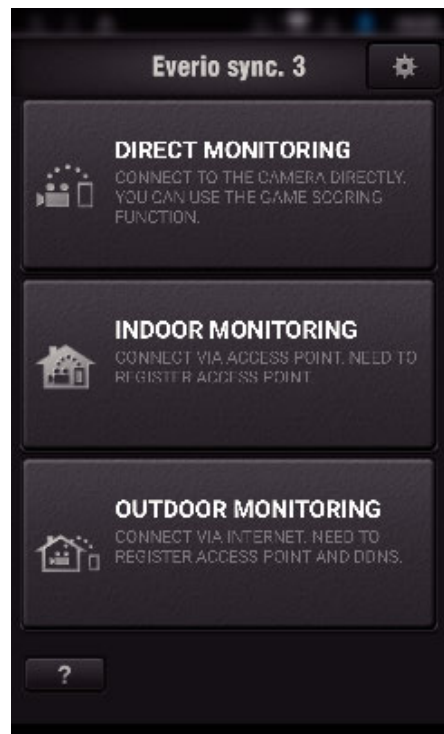 Everio sync. 3
DIRECT MONITORING
CONNECT TO THE CAMERA DIRECTLY.
YOU CAN USE THE GAME SCORING
FUNCTION.
INDOOR MONITORING
CONNECT VIA ACCESS POINT. NEED TO
REGISTER ACCESS POINT.
OUTDOOR MONITORING
CONNECT VIA INTERNET. NEED TO
REGISTER ACCESS POINT AND DDNS.
?